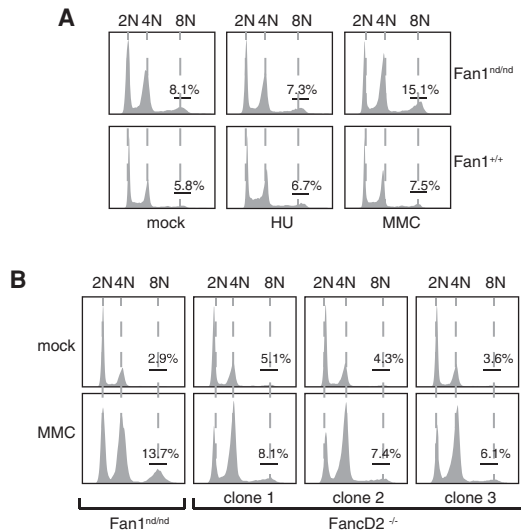 A
2N 4N 8N
2N 4N 8N
2N 4N 8N
8.1%
7.3%
15.1%
Fan1nd/nd
5.8%
6.7%
7.5%
Fan1+/+
mock
HU
MMC
B
2N 4N 8N
2N 4N 8N
2N 4N 8N
2N 4N 8N
mock
2.9%
5.1%
4.3%
3.6%
MMC
13.7%
8.1%
7.4%
6.1%
clone 1
clone 2
clone 3
Fan1nd/nd
FancD2 -/-